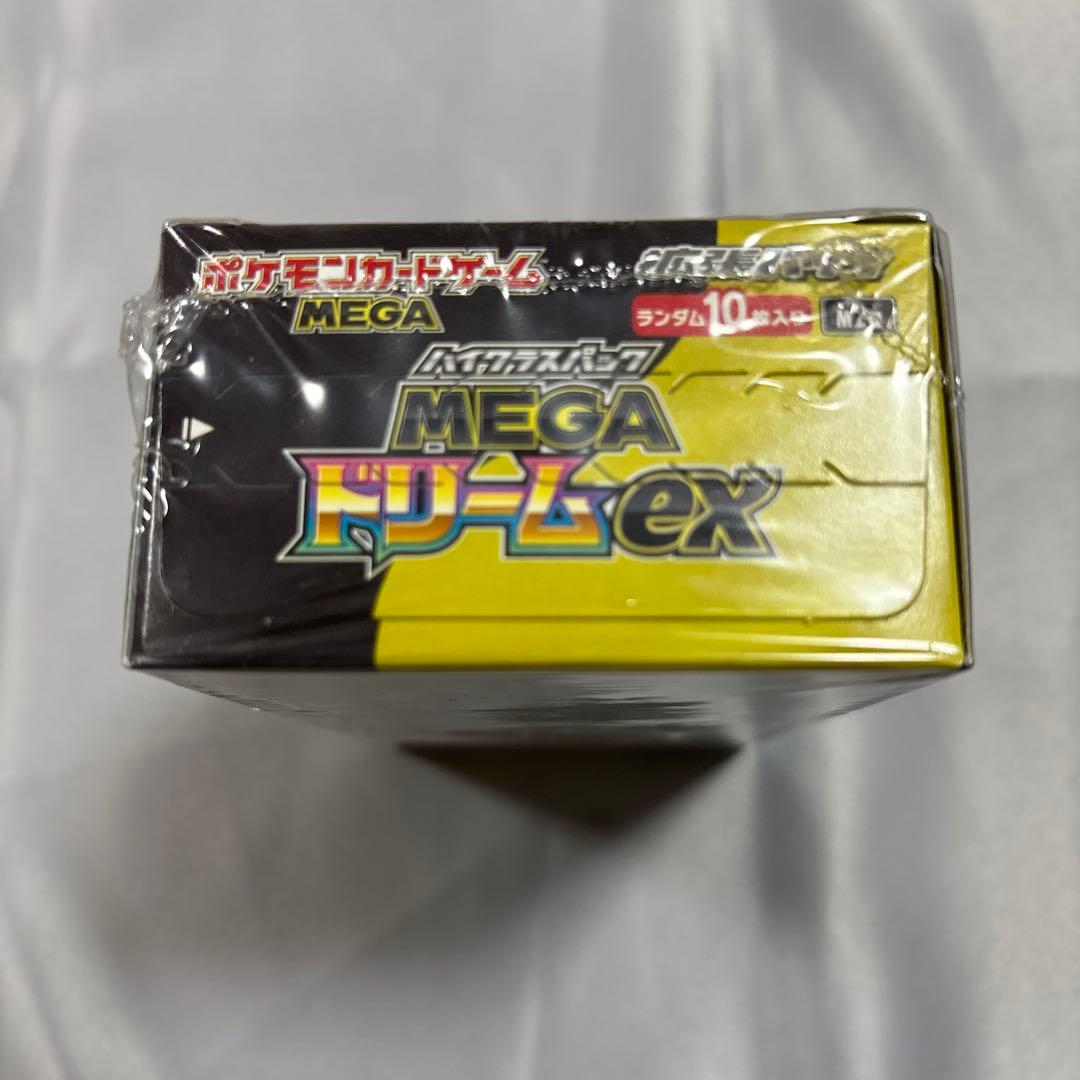 ポケモンカードゲーム
MEGA
拡張パック
ランダム10枚入り
ハイクラスパック
MEGA
ドリームex